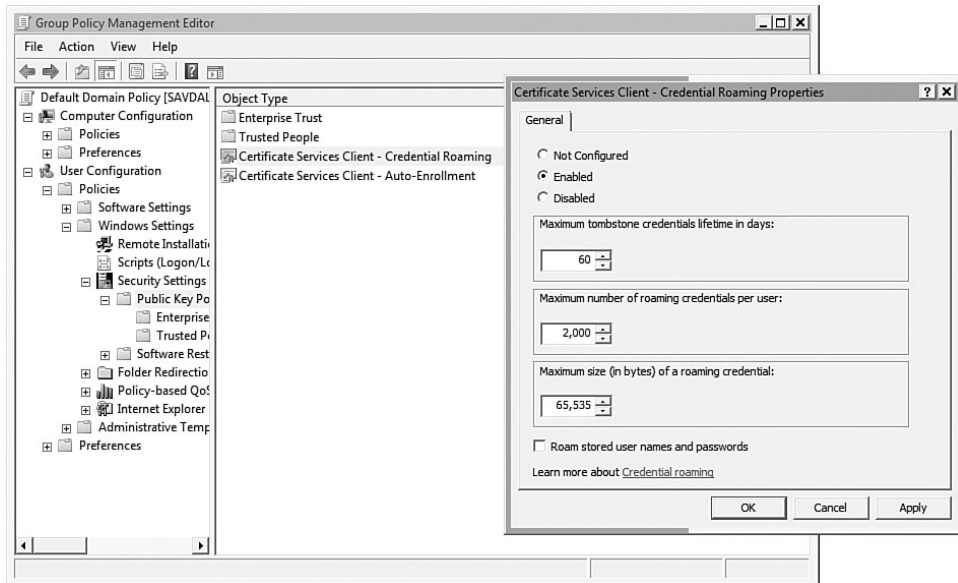 Group Policy Management Editor
File Action View Help
Default Domain Policy [SAVDAL
Computer Configuration
Policies
Preferences
User Configuration
Policies
Software Settings
Windows Settings
Remote Installati
Scripts (Logon/Lo
Security Settings
Public Key Po
Enterprise
Trusted Pe
Software Rest
Folder Redirectio
Policy-based QoS
Internet Explorer
Administrative Temp
Preferences
Object Type
Enterprise Trust
Trusted People
Certificate Services Client - Credential Roaming
Certificate Services Client - Auto-Enrollment
Certificate Services Client - Credential Roaming Properties
General
Not Configured
Enabled
Disabled
Maximum tombstone credentials lifetime in days:
60
Maximum number of roaming credentials per user:
2,000
Maximum size (in bytes) of a roaming credential:
65,535
Roam stored user names and passwords
Learn more about Credential roaming
OK Cancel Apply